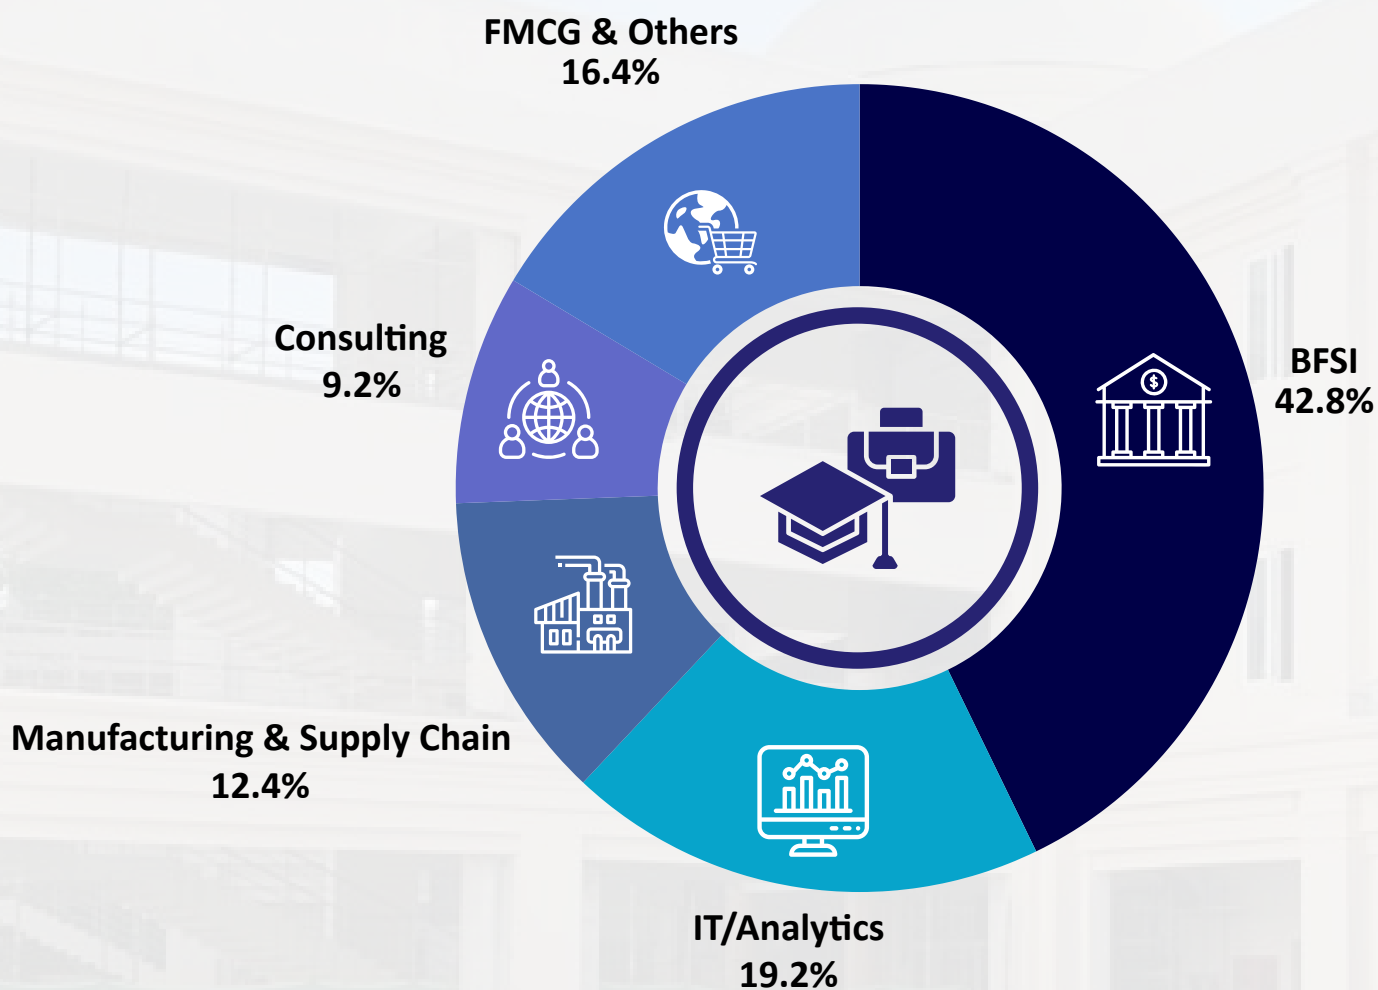 FMCG & Others
16.4%
BFSI
42.8%
Consulting
9.2%
Manufacturing & Supply Chain
12.4%
IT/Analytics
19.2%
$